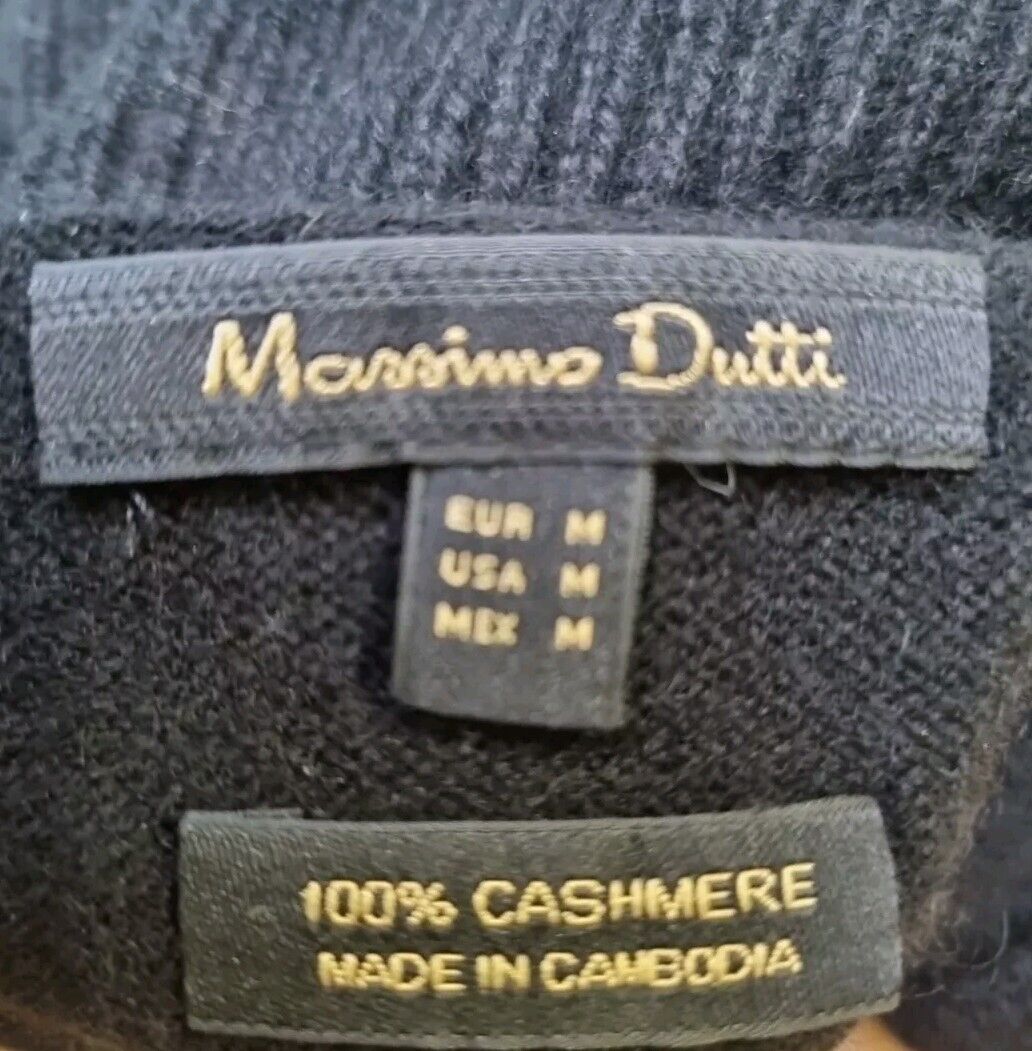 Massimo Dutti
EUR M
USA M
MEX M
100% CASHMERE
MADE IN CAMBODIA